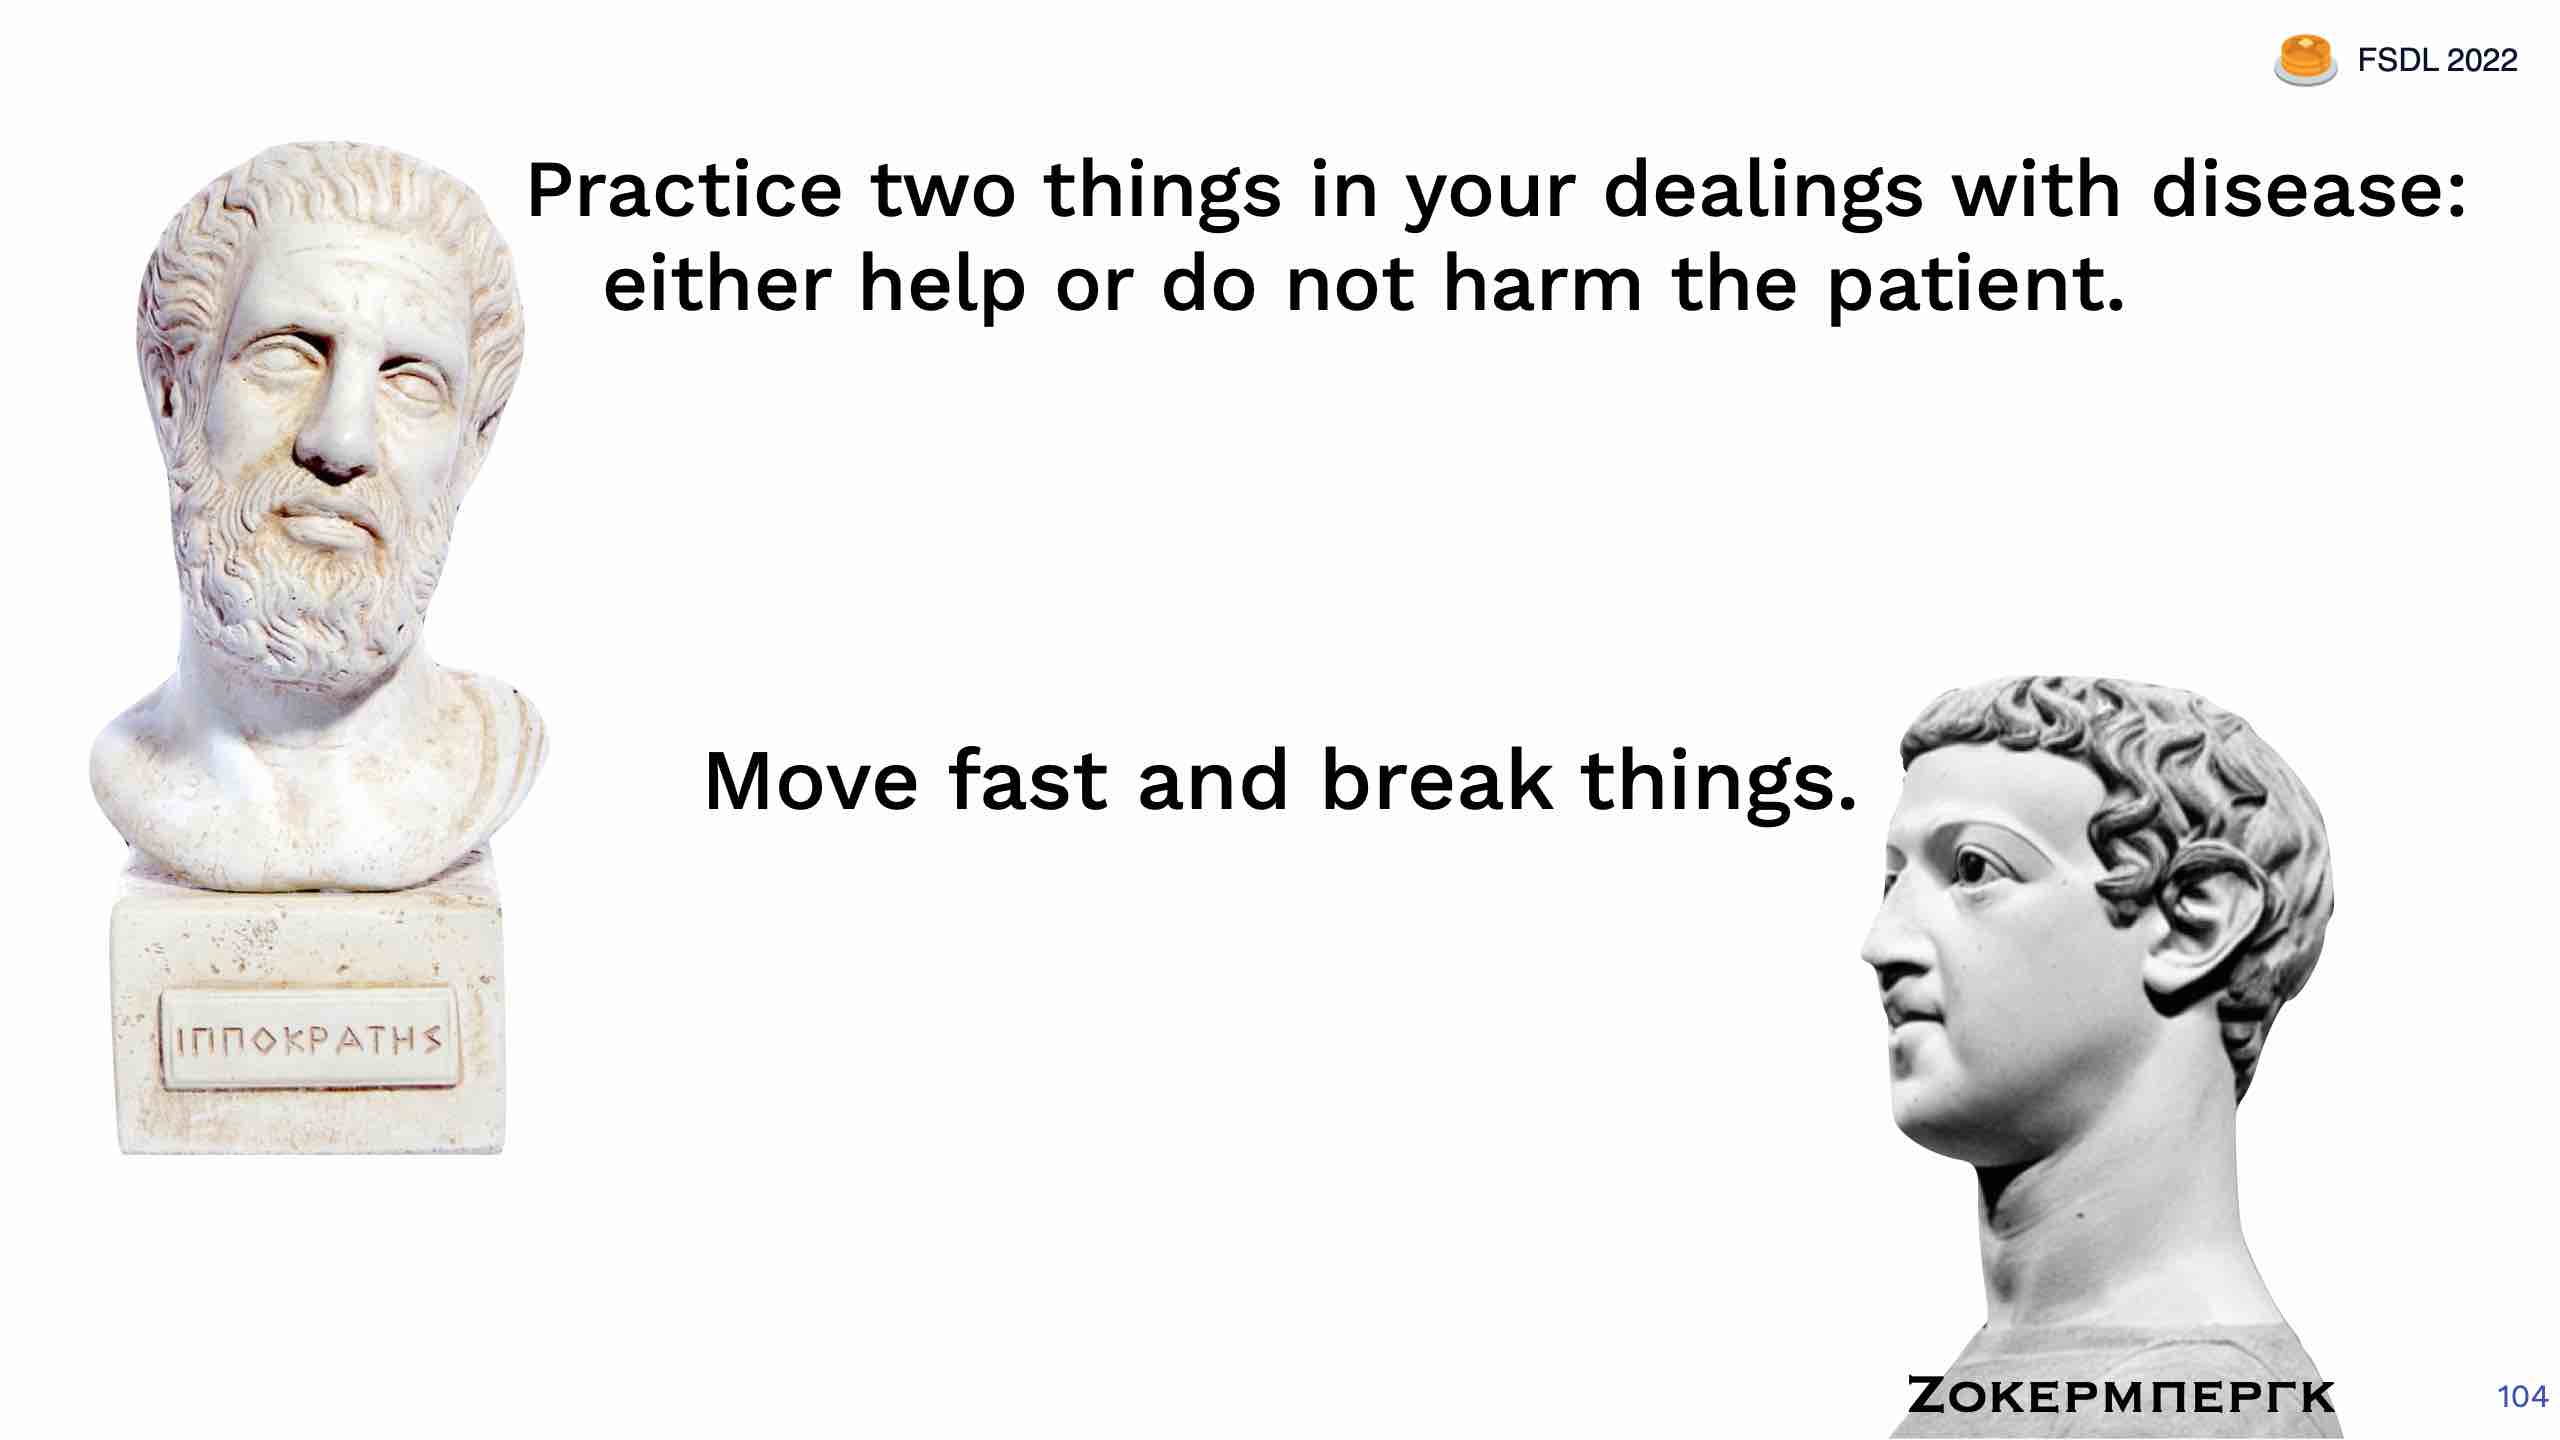 FSDL 2022
Practice two things in your dealings with disease:
either help or do not harm the patient.
Move fast and break things.
ΙΠΠΟΚΡΑΤΗΣ
ΖΟΚΕΡΜΠΕΡΓΚ
104